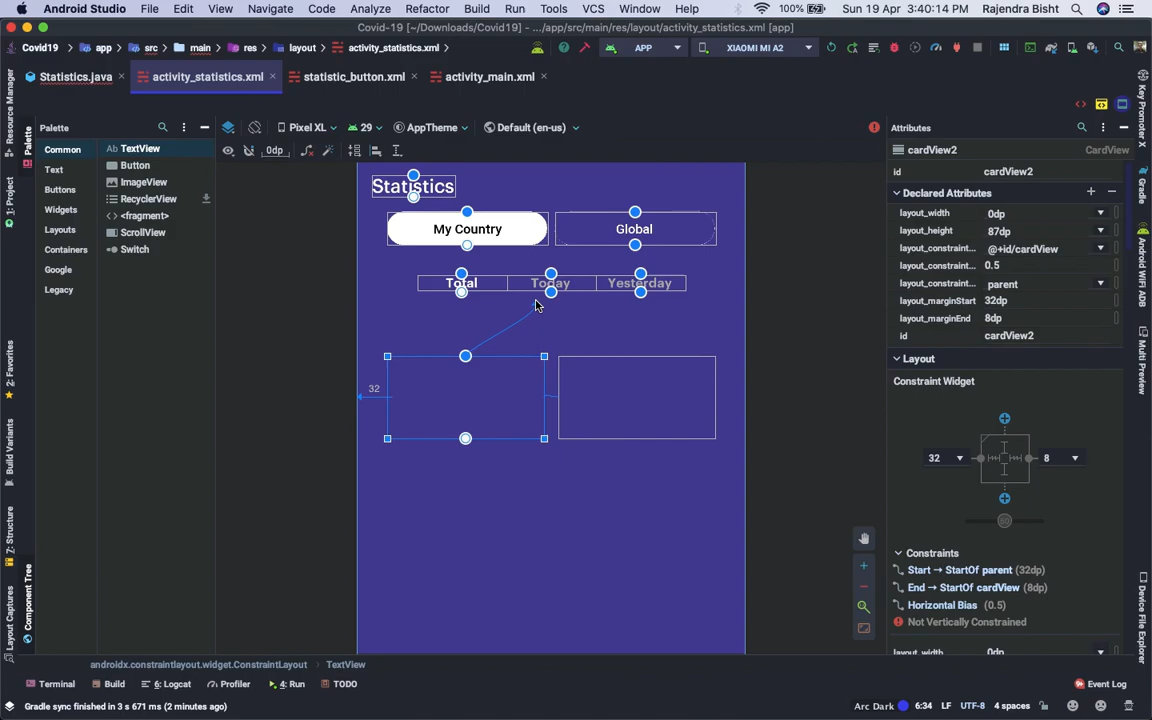 Android Studio File Edit View Navigate Code Analyze Refactor Build Run Tools VCS Window Help 100% Sun 19 Apr 3:40:14 PM Rajendra Bisht
Covid-19 [~/Downloads/Covid19] - .../app/src/main/res/layout/activity_statistics.xml [app]
Covid19 app src main res layout activity_statistics.xml APP XIAOMI MI A2
Statistics.java activity_statistics.xml statistic_button.xml activity_main.xml
Resource Manager
1: Project
2: Favorites
Build Variants
7: Structure
Layout Captures
Palette
Component Tree
Palette
Common
Text
Buttons
Widgets
Layouts
Containers
Google
Legacy
Ab TextView
Button
ImageView
RecyclerView
<fragment>
ScrollView
Switch
Pixel XL 29 AppTheme Default (en-us)
0dp
Statistics
My Country Global
Total Today Yesterday
32
Attributes
cardView2 CardView
id cardView2
Declared Attributes
layout_width 0dp
layout_height 87dp
layout_constraint... @+id/cardView
layout_constraint... 0.5
layout_constraint... parent
layout_marginStart 32dp
layout_marginEnd 8dp
id cardView2
Layout
Constraint Widget
32 8
50
Constraints
Start → StartOf parent (32dp)
End → StartOf cardView (8dp)
Horizontal Bias (0.5)
Not Vertically Constrained
layout_width 0dp
Key Promoter X
Gradle
Android WiFi ADB
Multi Preview
Device File Explorer
androidx.constraintlayout.widget.ConstraintLayout TextView
Terminal Build 6: Logcat Profiler 4: Run TODO Event Log
Gradle sync finished in 3 s 671 ms (2 minutes ago) Arc Dark 6:34 LF UTF-8 4 spaces